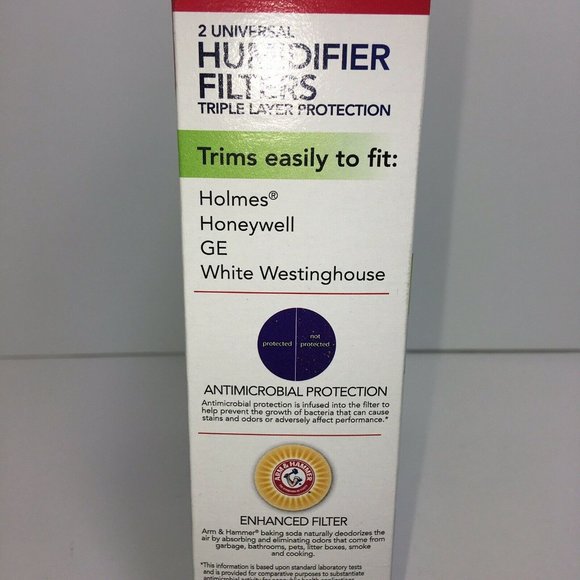 2 UNIVERSAL
HUMIDIFIER
FILTERS
TRIPLE LAYER PROTECTION
Trims easily to fit:
Holmes®
Honeywell
GE
White Westinghouse
protected
not
protected
ANTIMICROBIAL PROTECTION
Antimicrobial protection is infused into the filter to
help prevent the growth of bacteria that can cause
stains and odors or adversely affect performance.*
ARM & HAMMER
ENHANCED FILTER
Arm & Hammer® baking soda naturally deodorizes the
air by absorbing and eliminating odors that come from
garbage, bathrooms, pets, litter boxes, smoke
and cooking.
*This information is based upon standard laboratory tests
and is provided for comparative purposes to substantiate